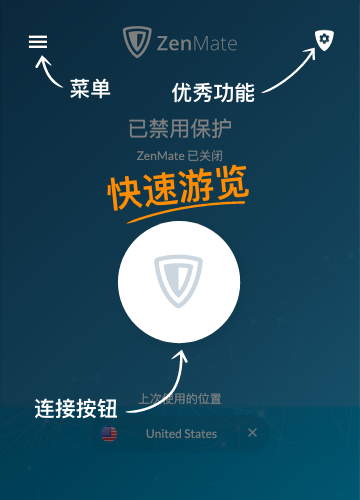 ZenMate
菜单
优秀功能
已禁用保护
ZenMate 已关闭
快速游览
连接按钮
上次使用的位置
United States